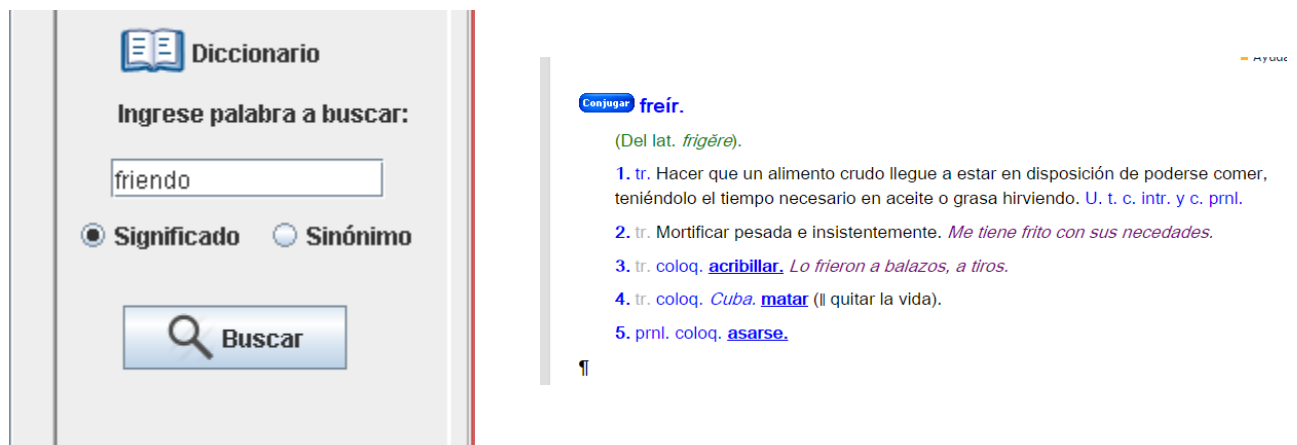 Diccionario
Ingrese palabra a buscar:
friendo
Significado Sinónimo
Buscar
Ayuda
Conjugar freír.
(Del lat. frigĕre).
1. tr. Hacer que un alimento crudo llegue a estar en disposición de poderse comer,
teniéndolo el tiempo necesario en aceite o grasa hirviendo. U. t. c. intr. y c. prnl.
2. tr. Mortificar pesada e insistentemente. Me tiene frito con sus necedades.
3. tr. coloq. acribillar. Lo frieron a balazos, a tiros.
4. tr. coloq. Cuba. matar (ǁ quitar la vida).
5. prnl. coloq. asarse.
¶